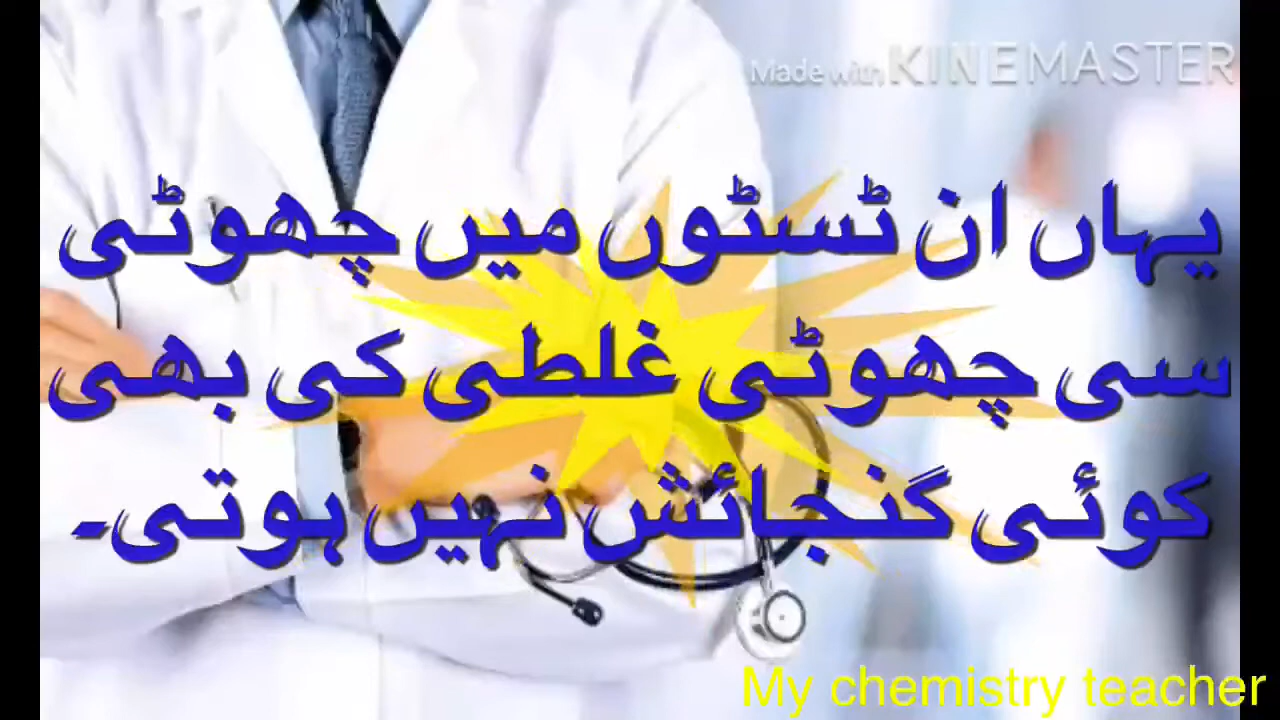 Made with KINEMASTER
یہاں ان ٹسٹوں میں چھوٹی
سی چھوٹی غلطی کی بھی
کوئی گنجائش نہیں ہوتی۔
My chemistry teacher